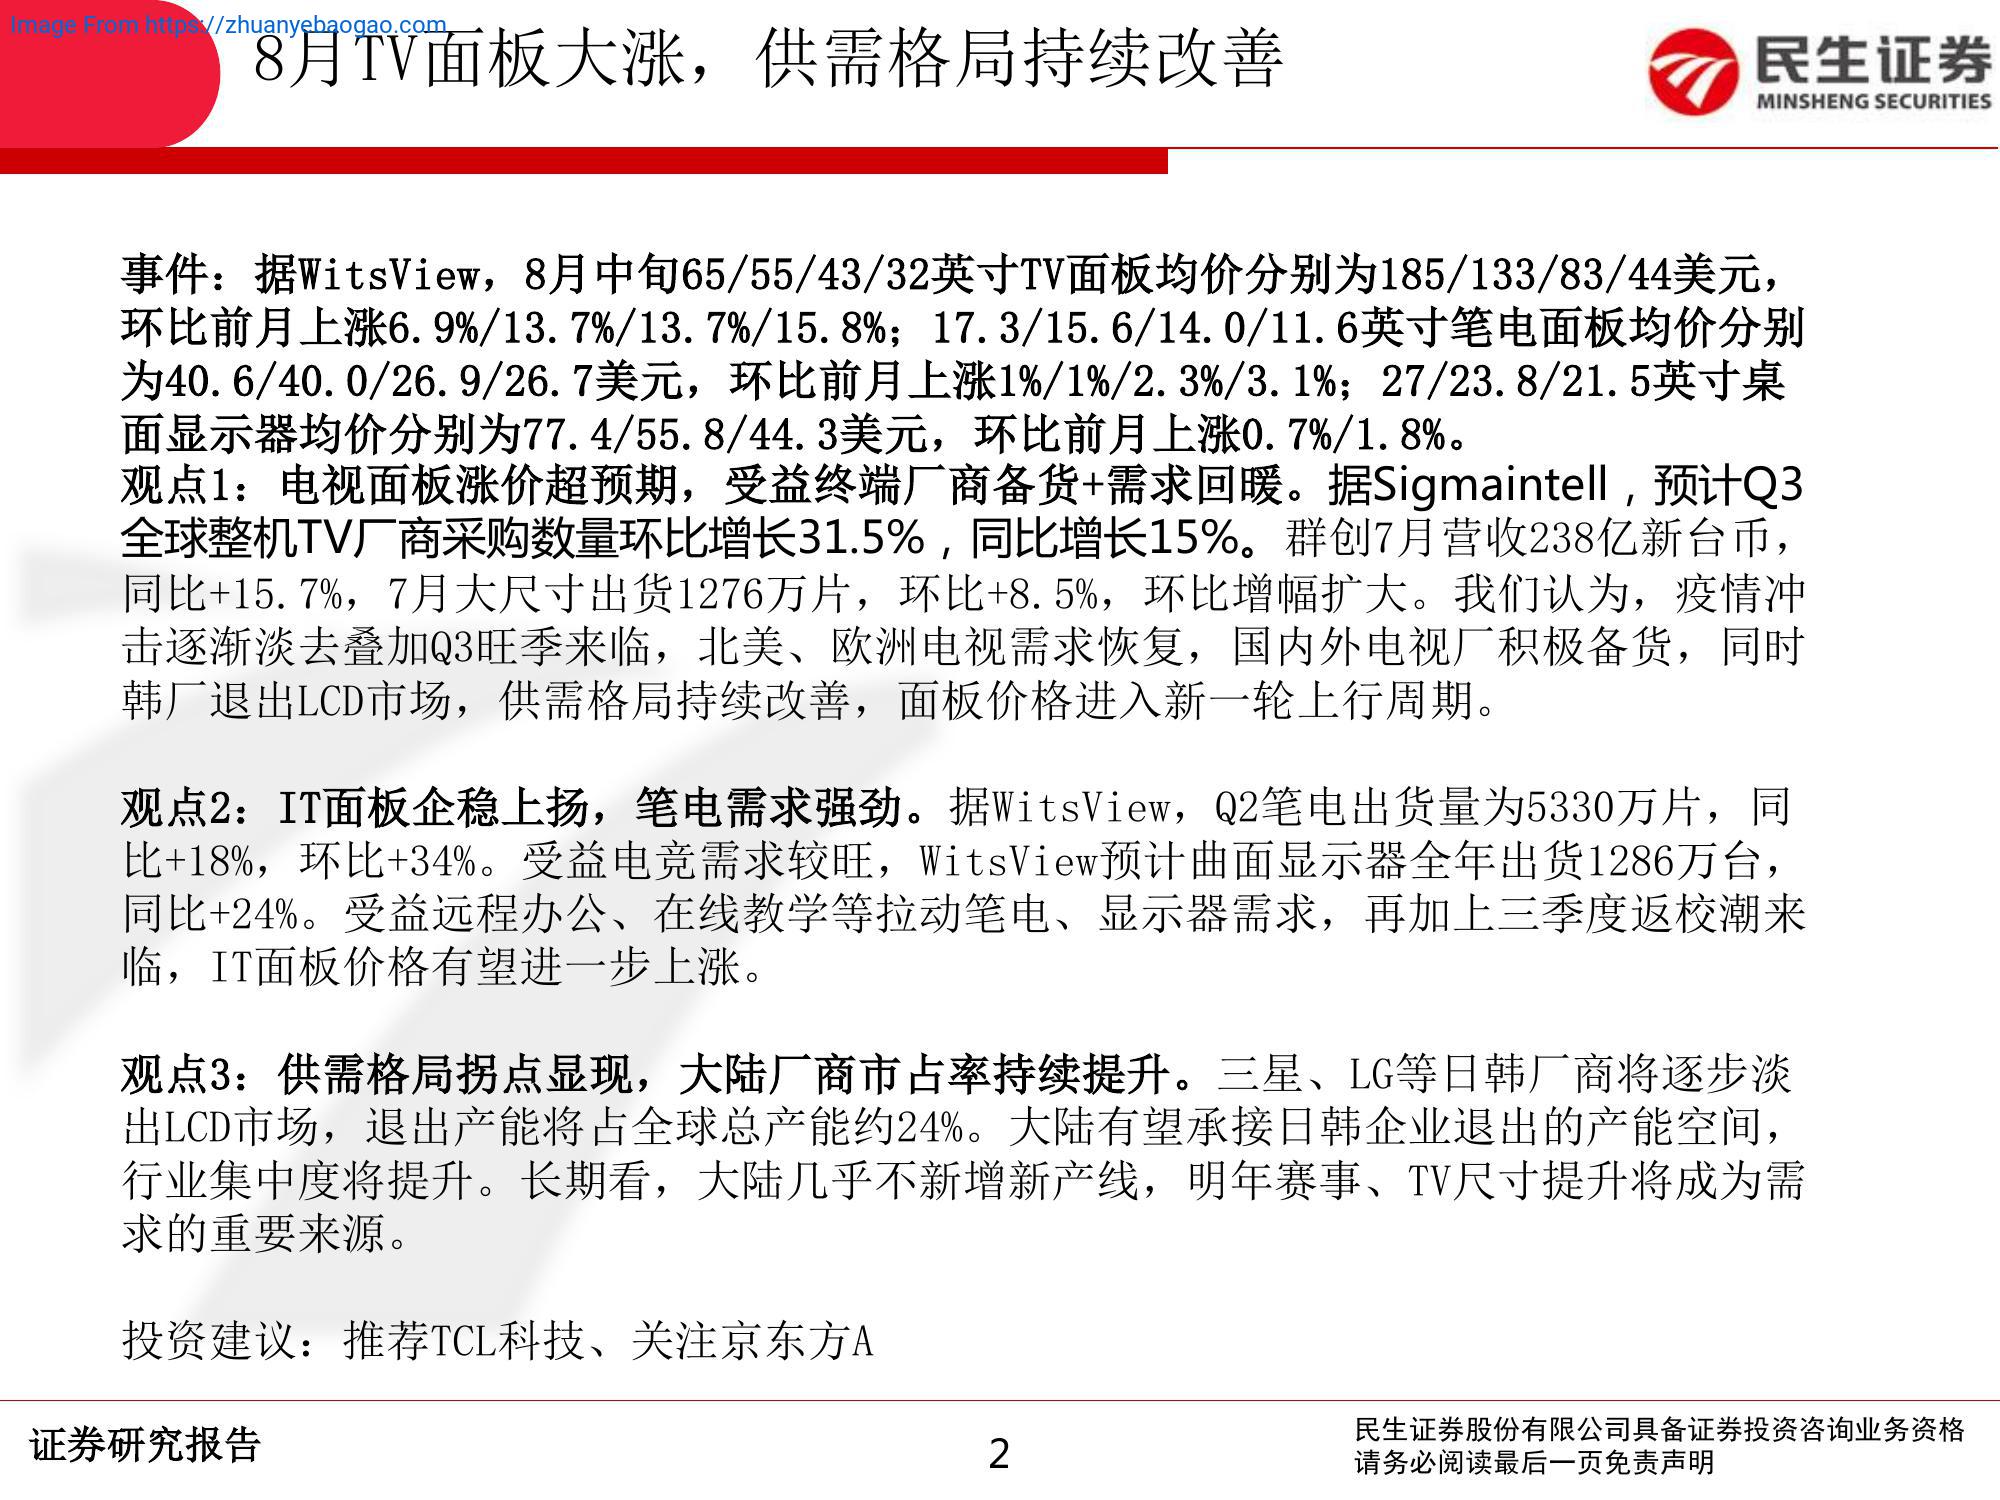 Image From https://zhuanyebaogao.com
8月TV面板大涨，供需格局持续改善
民生证券
MINSHENG SECURITIES
事件：据WitsView，8月中旬65/55/43/32英寸TV面板均价分别为185/133/83/44美元，
环比前月上涨6.9%/13.7%/13.7%/15.8%；17.3/15.6/14.0/11.6英寸笔电面板均价分别
为40.6/40.0/26.9/26.7美元，环比前月上涨1%/1%/2.3%/3.1%；27/23.8/21.5英寸桌
面显示器均价分别为77.4/55.8/44.3美元，环比前月上涨0.7%/1.8%。
观点1：电视面板涨价超预期，受益终端厂商备货+需求回暖。据Sigmaintell，预计Q3
全球整机TV厂商采购数量环比增长31.5%，同比增长15%。群创7月营收238亿新台币，
同比+15.7%，7月大尺寸出货1276万片，环比+8.5%，环比增幅扩大。我们认为，疫情冲
击逐渐淡去叠加Q3旺季来临，北美、欧洲电视需求恢复，国内外电视厂积极备货，同时
韩厂退出LCD市场，供需格局持续改善，面板价格进入新一轮上行周期。
观点2：IT面板企稳上扬，笔电需求强劲。据WitsView，Q2笔电出货量为5330万片，同
比+18%，环比+34%。受益电竞需求较旺，WitsView预计曲面显示器全年出货1286万台，
同比+24%。受益远程办公、在线教学等拉动笔电、显示器需求，再加上三季度返校潮来
临，IT面板价格有望进一步上涨。
观点3：供需格局拐点显现，大陆厂商市占率持续提升。三星、LG等日韩厂商将逐步淡
出LCD市场，退出产能将占全球总产能约24%。大陆有望承接日韩企业退出的产能空间，
行业集中度将提升。长期看，大陆几乎不新增新产线，明年赛事、TV尺寸提升将成为需
求的重要来源。
投资建议：推荐TCL科技、关注京东方A
证券研究报告
2
民生证券股份有限公司具备证券投资咨询业务资格
请务必阅读最后一页免责声明